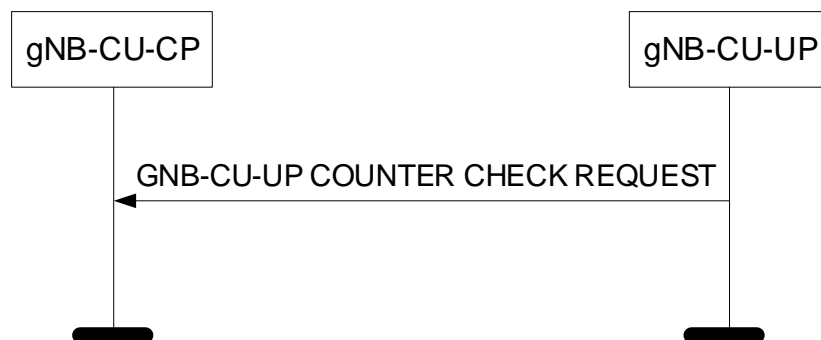 gNB-CU-CP
gNB-CU-UP
GNB-CU-UP COUNTER CHECK REQUEST